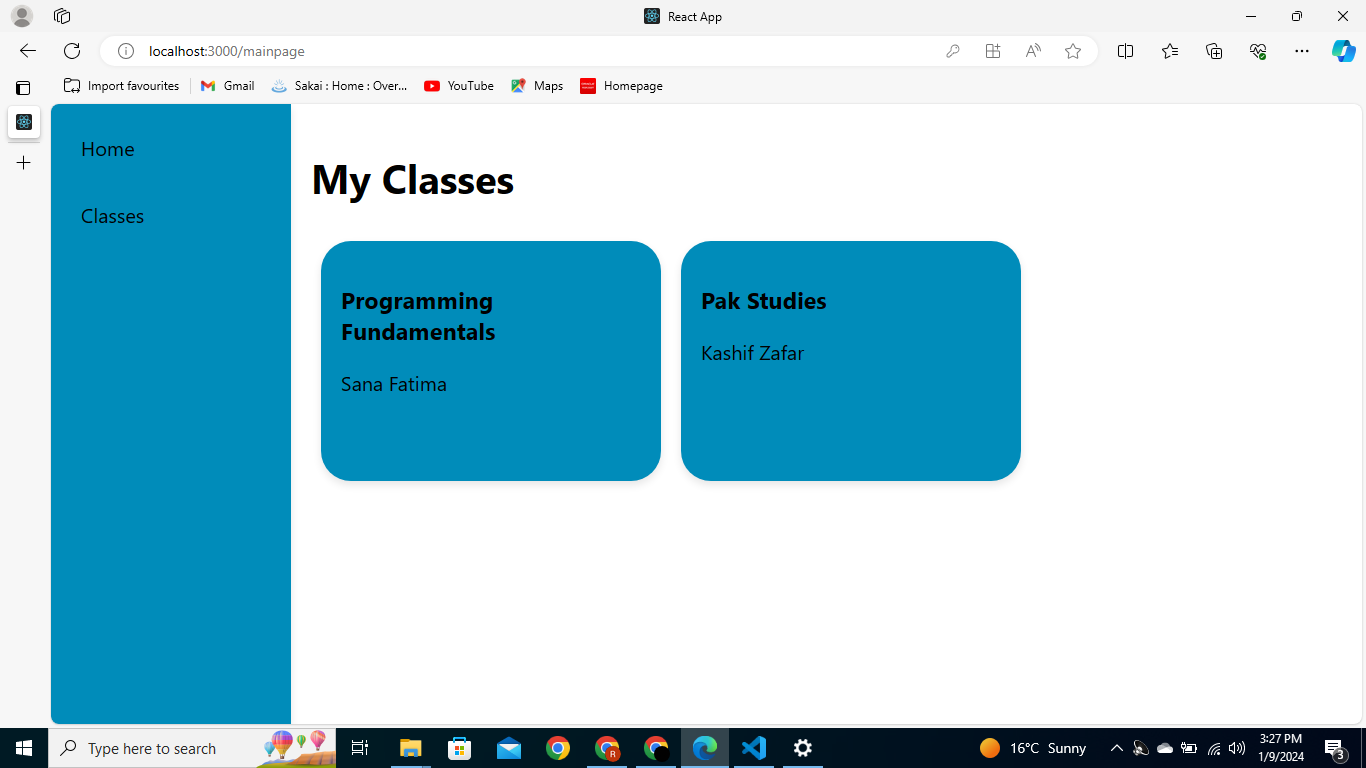 React App
localhost:3000/mainpage
Import favourites
Gmail
Sakai : Home : Over...
YouTube
Maps
Homepage
Home
Classes
My Classes
Programming
Fundamentals
Sana Fatima
Pak Studies
Kashif Zafar
Type here to search
R
16°C Sunny
3:27 PM
1/9/2024
3